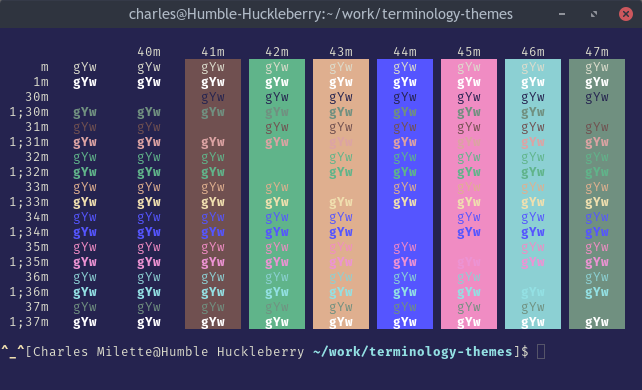 charles@Humble-Huckleberry:~/work/terminology-themes
40m 41m 42m 43m 44m 45m 46m 47m
m gYw gYw gYw gYw gYw gYw gYw gYw gYw
1m gYw gYw gYw gYw gYw gYw gYw gYw gYw
30m gYw gYw gYw gYw gYw gYw gYw
1;30m gYw gYw gYw gYw gYw gYw gYw gYw
31m gYw gYw gYw gYw gYw gYw gYw gYw
1;31m gYw gYw gYw gYw gYw gYw gYw gYw gYw
32m gYw gYw gYw gYw gYw gYw gYw gYw
1;32m gYw gYw gYw gYw gYw gYw gYw gYw
33m gYw gYw gYw gYw gYw gYw gYw gYw
1;33m gYw gYw gYw gYw gYw gYw gYw gYw gYw
34m gYw gYw gYw gYw gYw gYw gYw gYw
1;34m gYw gYw gYw gYw gYw gYw gYw gYw
35m gYw gYw gYw gYw gYw gYw gYw gYw
1;35m gYw gYw gYw gYw gYw gYw gYw gYw gYw
36m gYw gYw gYw gYw gYw gYw gYw gYw
1;36m gYw gYw gYw gYw gYw gYw gYw gYw gYw
37m gYw gYw gYw gYw gYw gYw gYw gYw
1;37m gYw gYw gYw gYw gYw gYw gYw gYw gYw
^_^[Charles Milette@Humble Huckleberry ~/work/terminology-themes]$